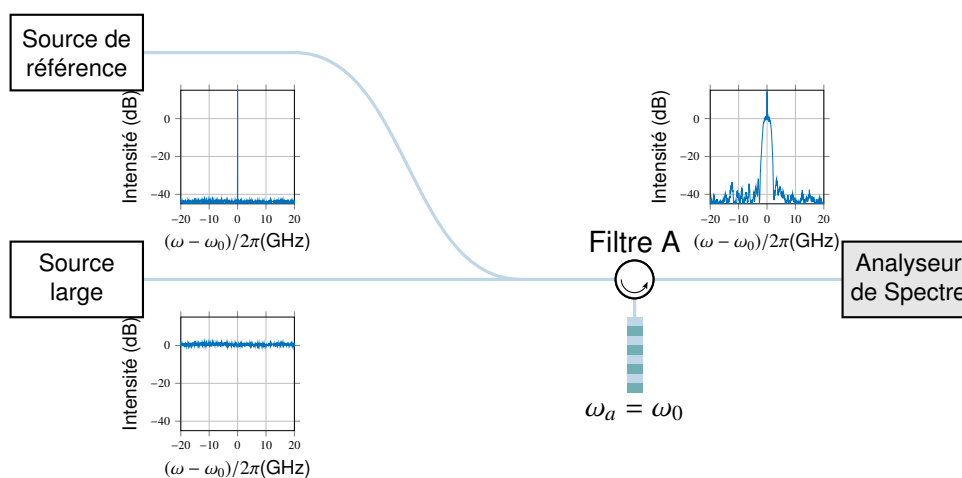 Source de
référence
Intensité (dB)
0
−20
−40
−20 −10 0 10 20
(ω − ω0)/2π(GHz)
Intensité (dB)
0
−20
−40
−20 −10 0 10 20
(ω − ω0)/2π(GHz)
Filtre A
Source
large
Analyseur
de Spectre
Intensité (dB)
0
−20
−40
−20 −10 0 10 20
(ω − ω0)/2π(GHz)
ωa = ω0